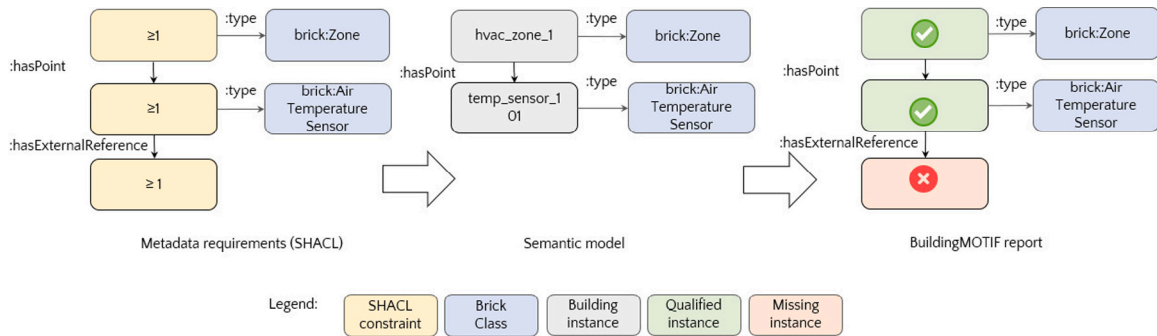 :type
≥1
brick:Zone
:hasPoint
:type
≥1
brick:Air
Temperature
Sensor
:hasExternalReference
≥ 1
Metadata requirements (SHACL)
:type
hvac_zone_1
brick:Zone
:hasPoint
:type
temp_sensor_1
01
brick:Air
Temperature
Sensor
Semantic model
:type
brick:Zone
:hasPoint
:type
brick:Air
Temperature
Sensor
:hasExternalReference
BuildingMOTIF report
Legend:
SHACL
constraint
Brick
Class
Building
instance
Qualified
instance
Missing
instance